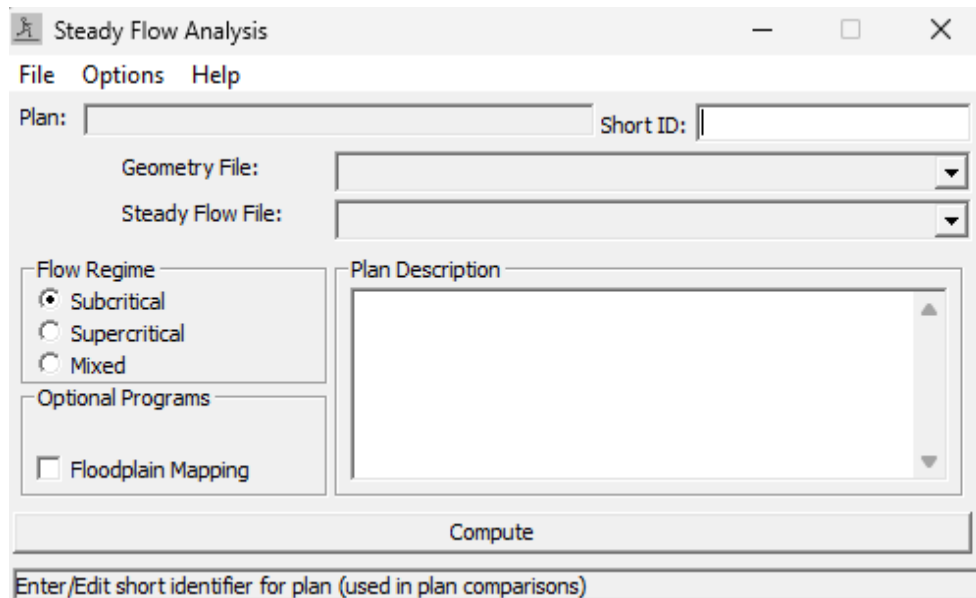 Steady Flow Analysis
File Options Help
Plan: Short ID:
Geometry File:
Steady Flow File:
Flow Regime
Subcritical
Supercritical
Mixed
Optional Programs
Floodplain Mapping
Plan Description
Compute
Enter/Edit short identifier for plan (used in plan comparisons)